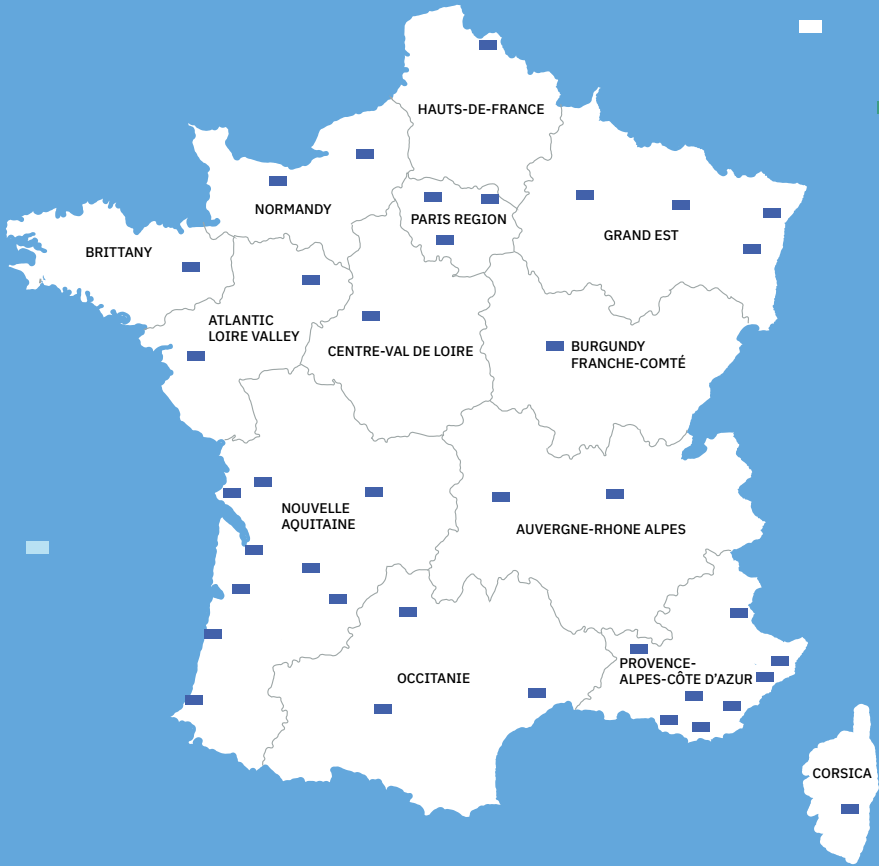 HAUTS-DE-FRANCE
NORMANDY
PARIS REGION
GRAND EST
BRITTANY
ATLANTIC
LOIRE VALLEY
CENTRE-VAL DE LOIRE
BURGUNDY
FRANCHE-COMTÉ
NOUVELLE
AQUITAINE
AUVERGNE-RHONE ALPES
PROVENCE-
ALPES-CÔTE D'AZUR
OCCITANIE
CORSICA